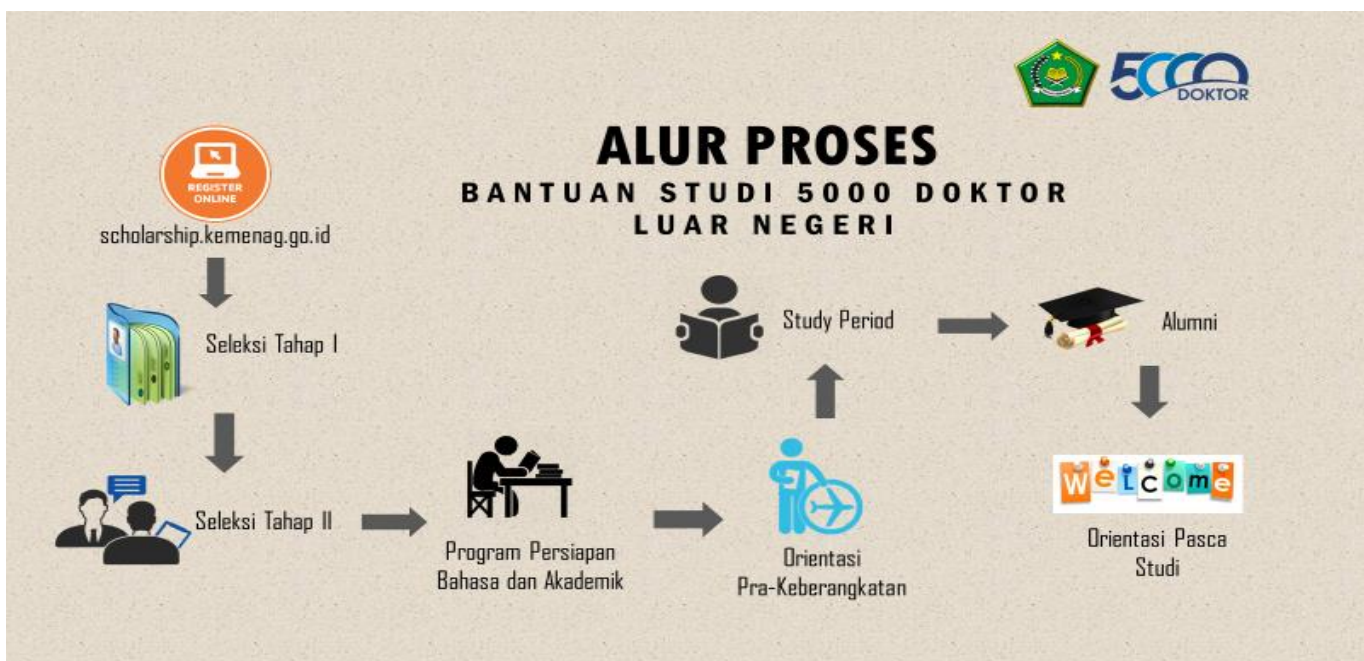 5000
DOKTOR
ALUR PROSES
BANTUAN STUDI 5000 DOKTOR
LUAR NEGERI
REGISTER
ONLINE
scholarship.kemenag.go.id
Seleksi Tahap I
Seleksi Tahap II
Program Persiapan
Bahasa dan Akademik
Orientasi
Pra-Keberangkatan
Study Period
Alumni
Welcome
Orientasi Pasca
Studi